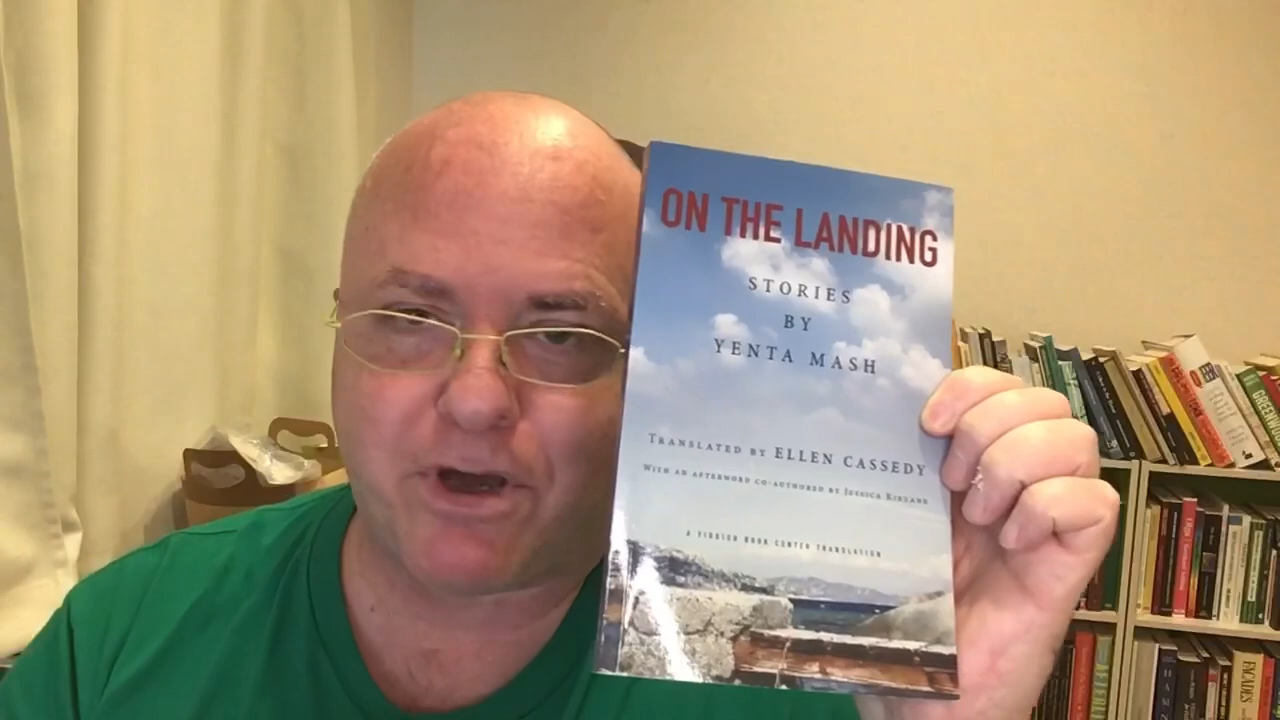 ON THE LANDING
STORIES
BY
YENTA MASH
TRANSLATED BY ELLEN CASSEDY
WITH AN AFTERWORD CO-AUTHORED BY JESSICA KIRZANE
A YIDDISH BOOK CENTER TRANSLATION
FACADES